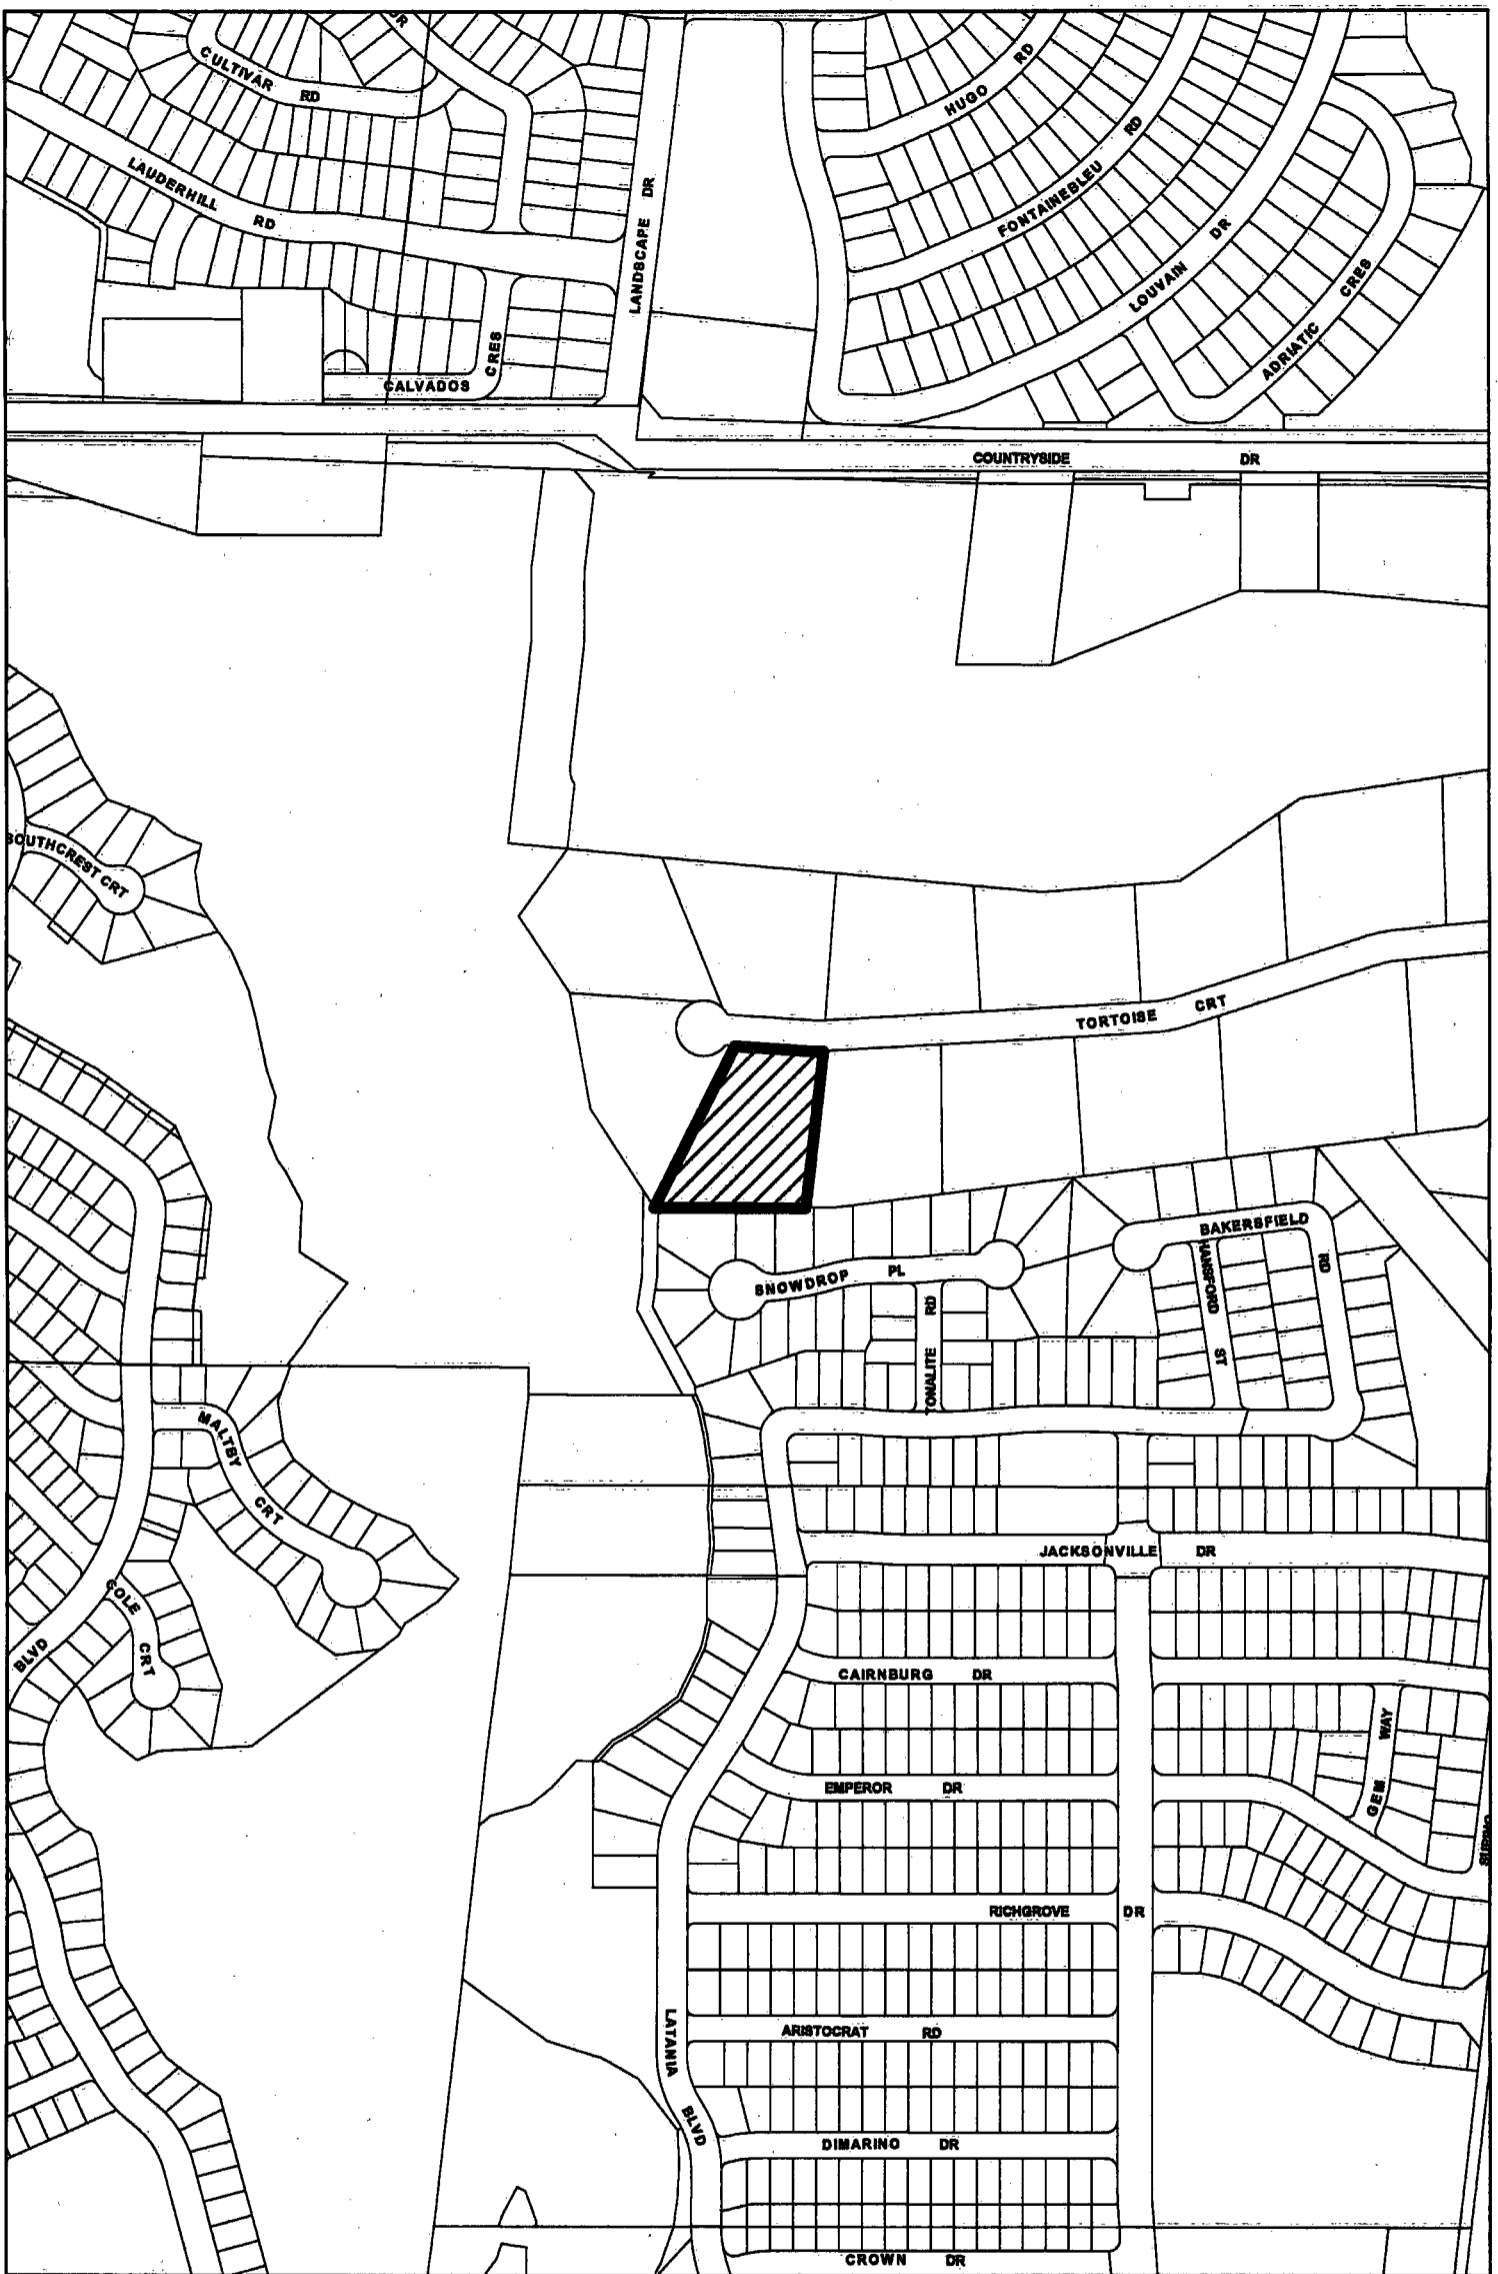 DR
CULTIVAR RD
HUGO RD
LAUDERHILL RD
LANDSCAPE DR
FONTAINEBLEU RD
LOUVAIN DR
ADRIATIC CRES
CALVADOS CRES
COUNTRYSIDE DR
SOUTHCREST CRT
TORTOISE CRT
BAKERSFIELD RD
HANSFORD ST
SNOWDROP PL
TONALITE RD
MALTBY CRT
JACKSONVILLE DR
COLE CRT
BLVD
CAIRNBURG DR
GEM WAY
EMPEROR DR
RICHGROVE DR
LATANIA BLVD
ARISTOCRAT RD
DIMARINO DR
CROWN DR